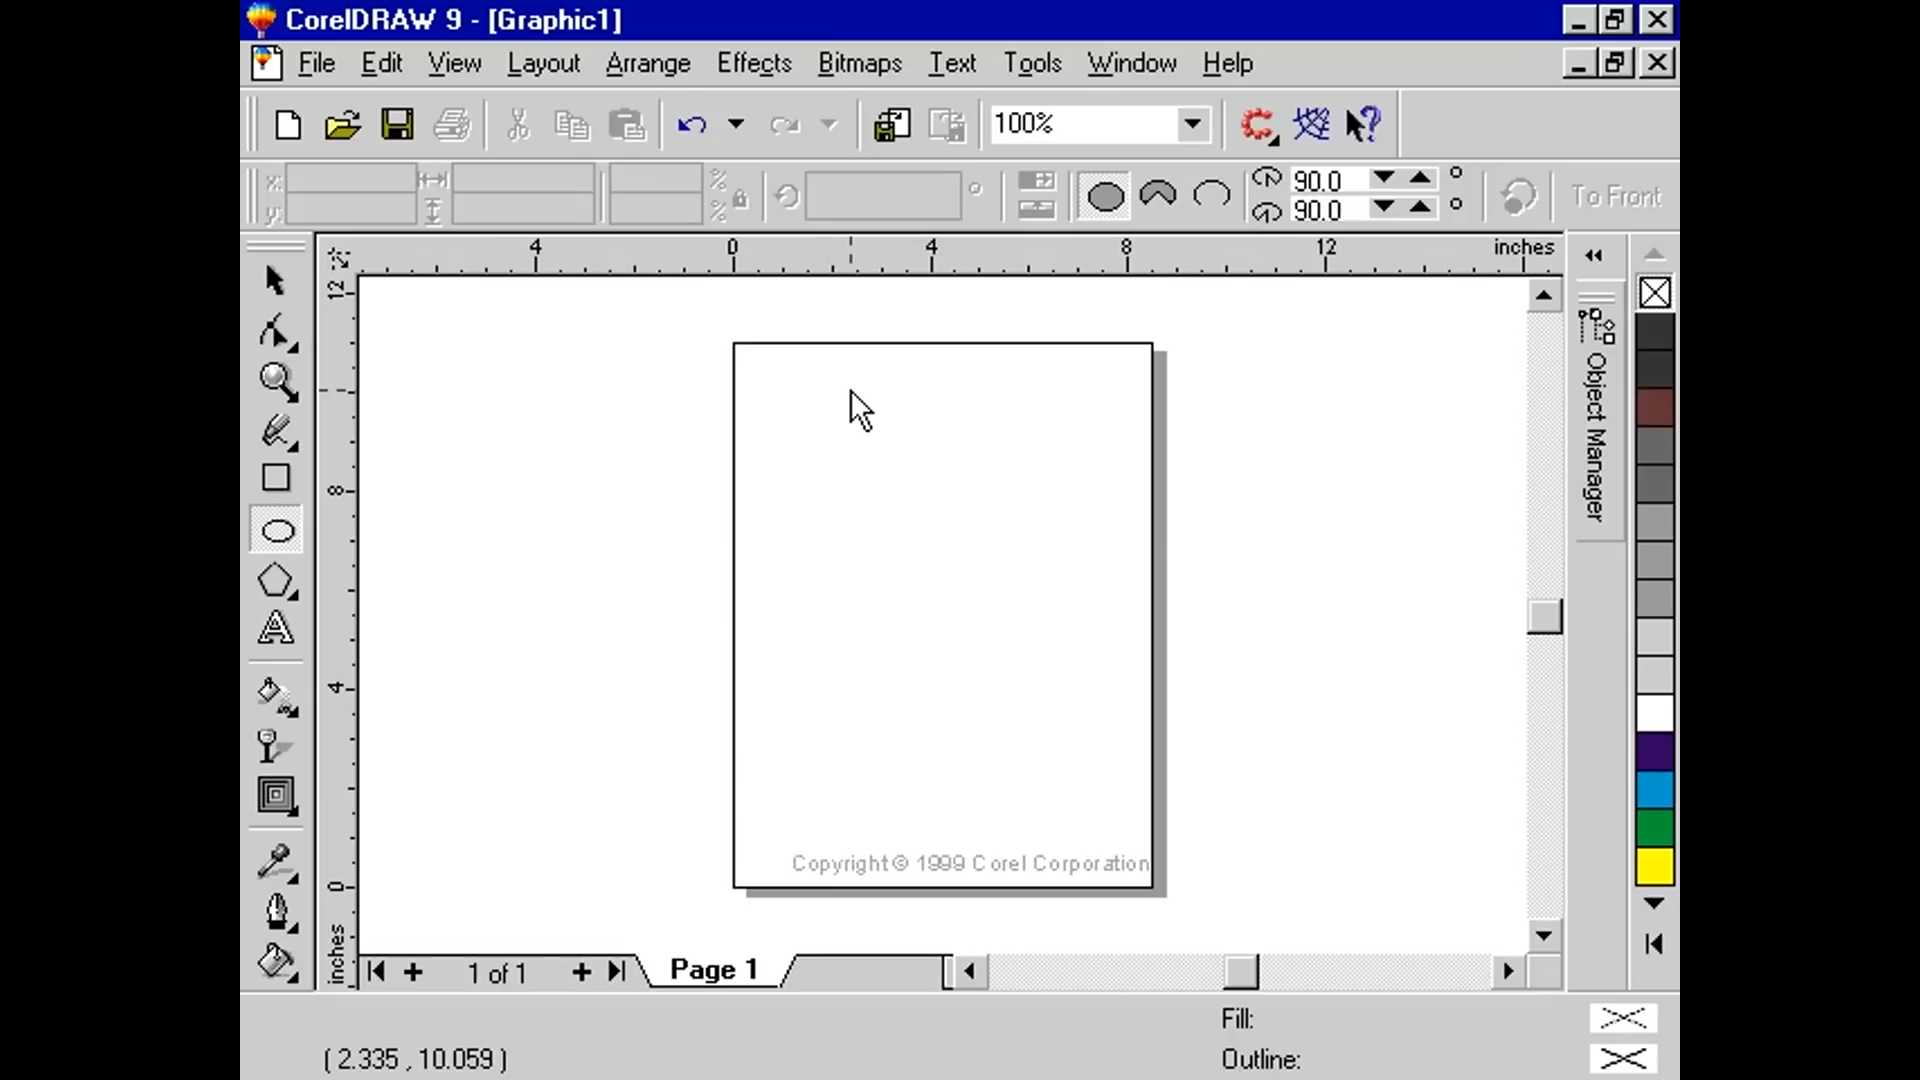 CorelDRAW 9 - [Graphic1]
File Edit View Layout Arrange Effects Bitmaps Text Tools Window Help
100%
x: % 90.0
y: % 90.0
To Front
4 0 4 8 12 inches
12
8
4
0
inches
Object Manager
Copyright© 1999 Corel Corporation
1 of 1 Page 1
Fill:
( 2.335 , 10.059 ) Outline: